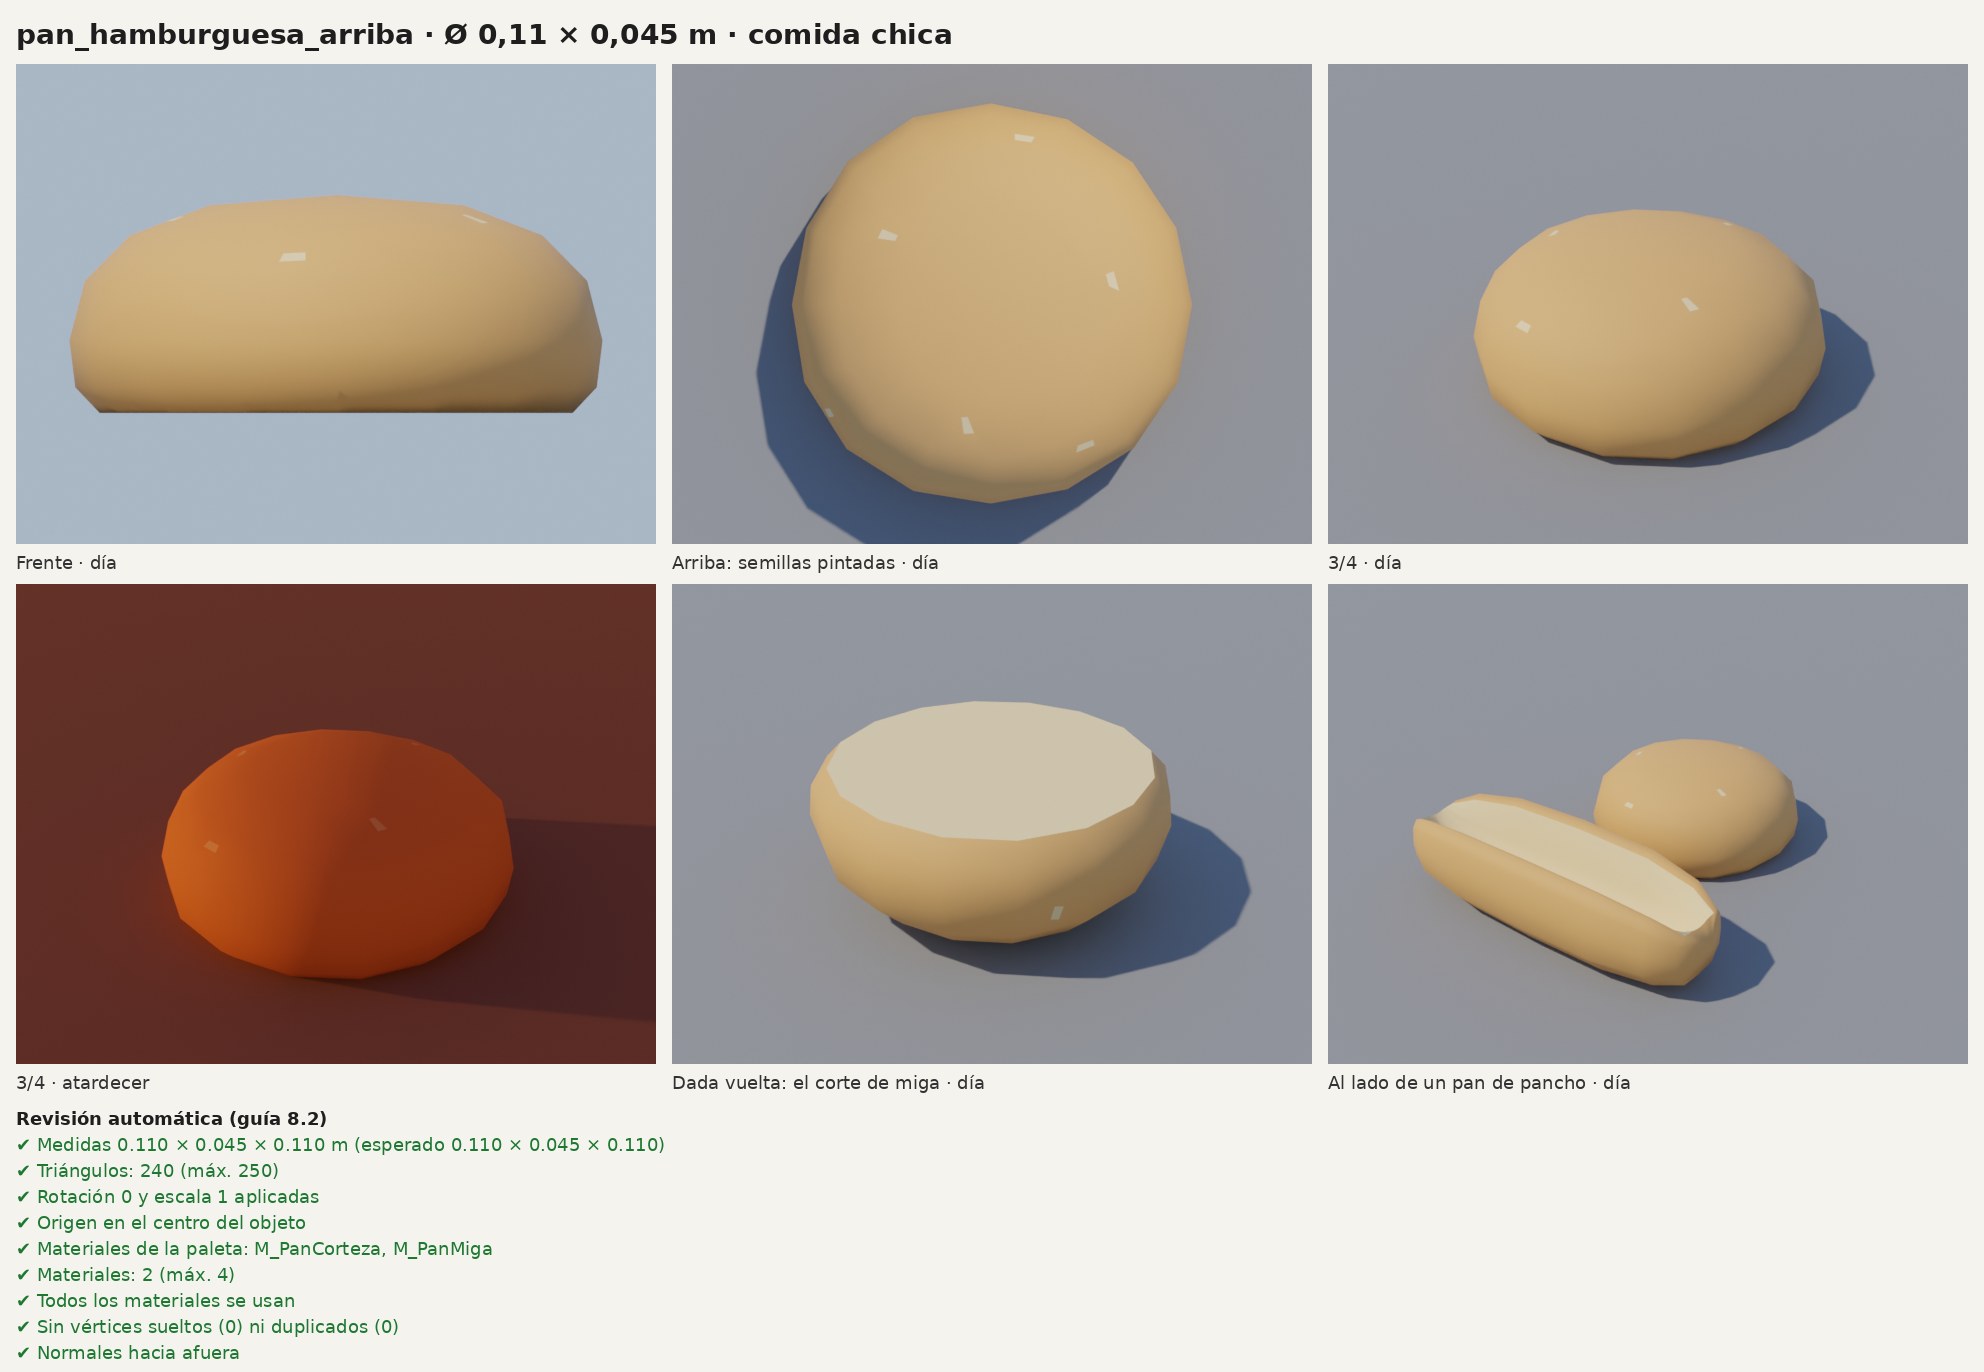 pan_hamburguesa_arriba · Ø 0,11 × 0,045 m · comida chica
Frente · día
Arriba: semillas pintadas · día
3/4 · día
3/4 · atardecer
Dada vuelta: el corte de miga · día
Al lado de un pan de pancho · día
Revisión automática (guía 8.2)
✔ Medidas 0.110 × 0.045 × 0.110 m (esperado 0.110 × 0.045 × 0.110)
✔ Triángulos: 240 (máx. 250)
✔ Rotación 0 y escala 1 aplicadas
✔ Origen en el centro del objeto
✔ Materiales de la paleta: M_PanCorteza, M_PanMiga
✔ Materiales: 2 (máx. 4)
✔ Todos los materiales se usan
✔ Sin vértices sueltos (0) ni duplicados (0)
✔ Normales hacia afuera